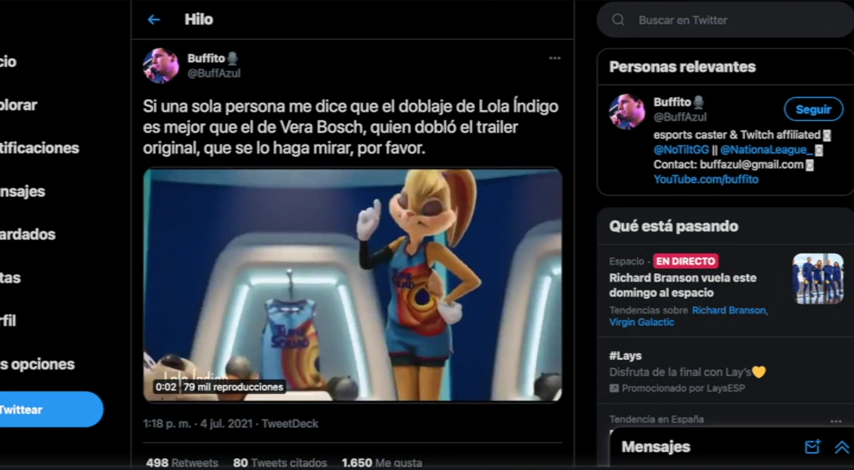 Hilo
Buscar en Twitter
Buffito
@BuffAzul
Si una sola persona me dice que el doblaje de Lola Índigo
es mejor que el de Vera Bosch, quien dobló el trailer
original, que se lo haga mirar, por favor.
TUNE SQUAD
Lola Indigo
0:02 79 mil reproducciones
1:18 p. m. · 4 jul. 2021 · TweetDeck
498 Retweets 80 Tweets citados 1.650 Me gusta
cio
plorar
tificaciones
nsajes
ardados
tas
rfil
s opciones
Twittear
Personas relevantes
Buffito
@BuffAzul
Seguir
esports caster & Twitch affiliated
@NoTiltGG || @NationaLeague_
Contact: buffazul@gmail.com
YouTube.com/buffito
Qué está pasando
Espacio · EN DIRECTO
Richard Branson vuela este
domingo al espacio
Tendencias sobre Richard Branson,
Virgin Galactic
#Lays
Disfruta de la final con Lay's💛
Promocionado por LaysESP
Tendencia en España
Mensajes